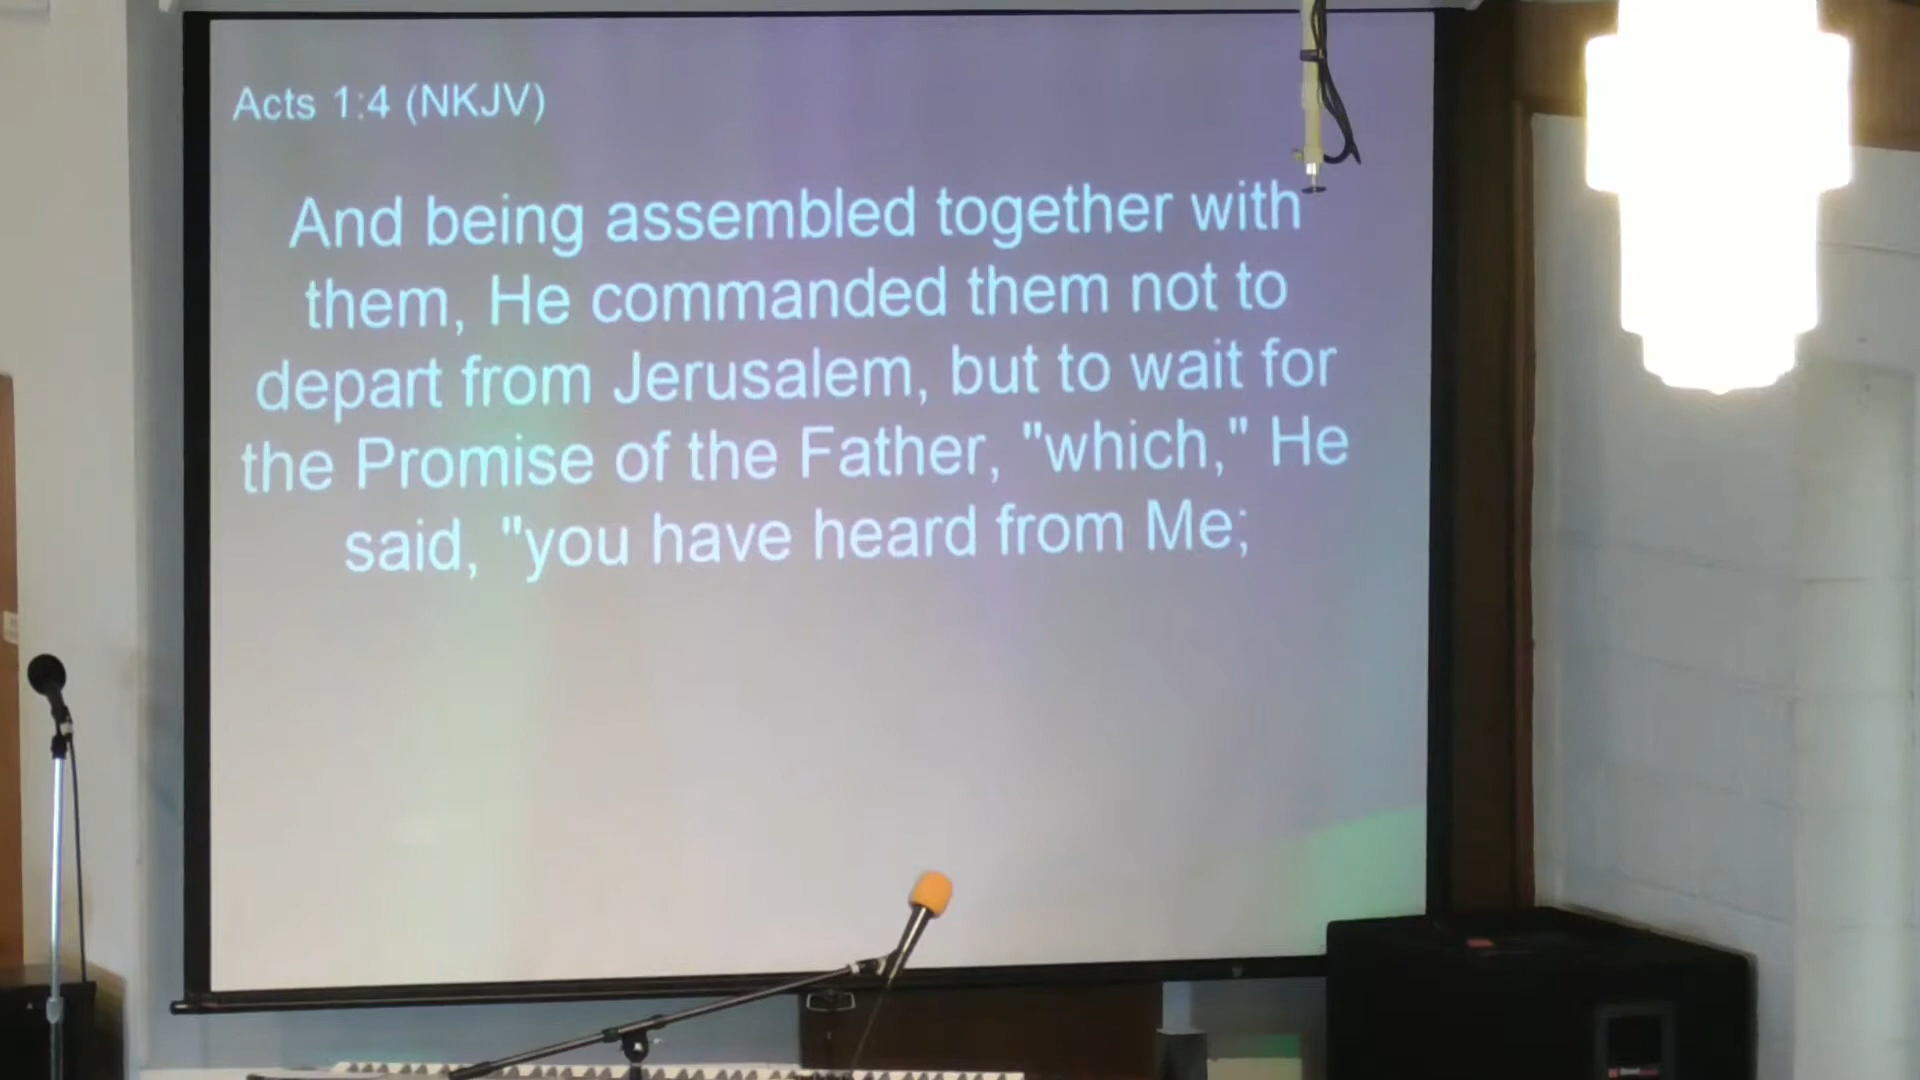 Acts 1:4 (NKJV)
And being assembled together with
them, He commanded them not to
depart from Jerusalem, but to wait for
the Promise of the Father, "which," He
said, "you have heard from Me;